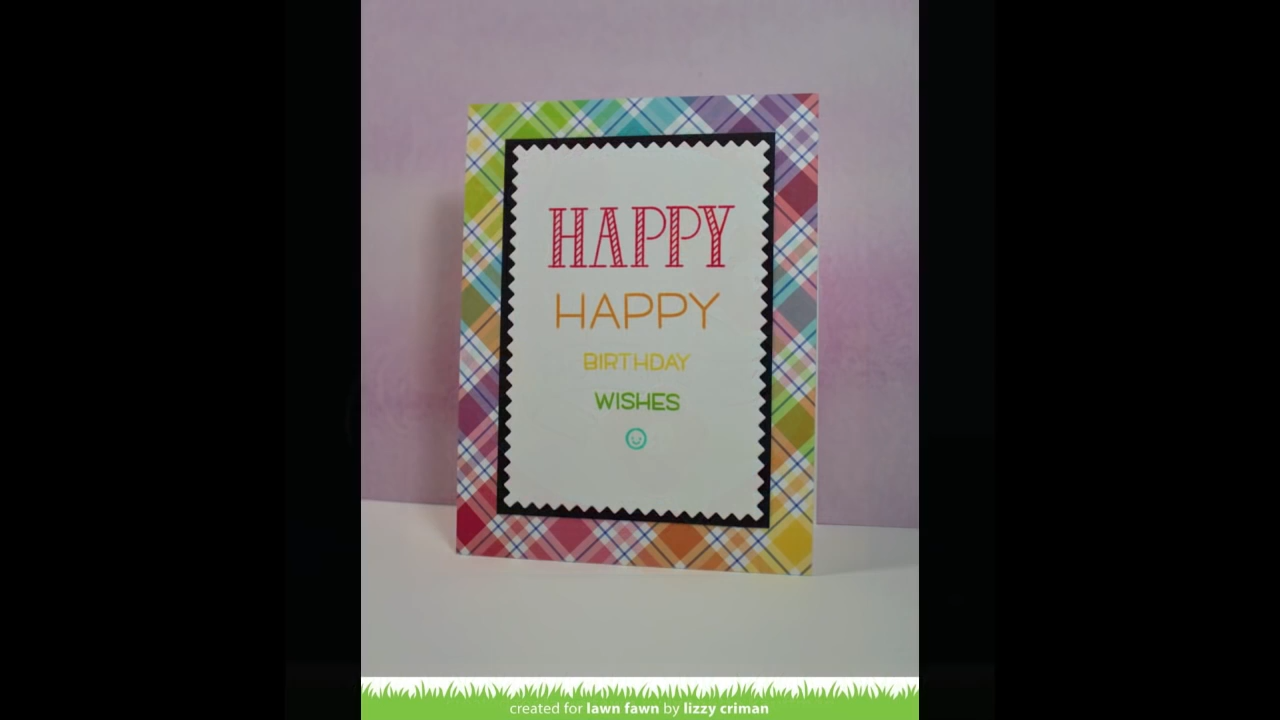 HAPPY
HAPPY
BIRTHDAY
WISHES
created for lawn fawn by lizzy criman